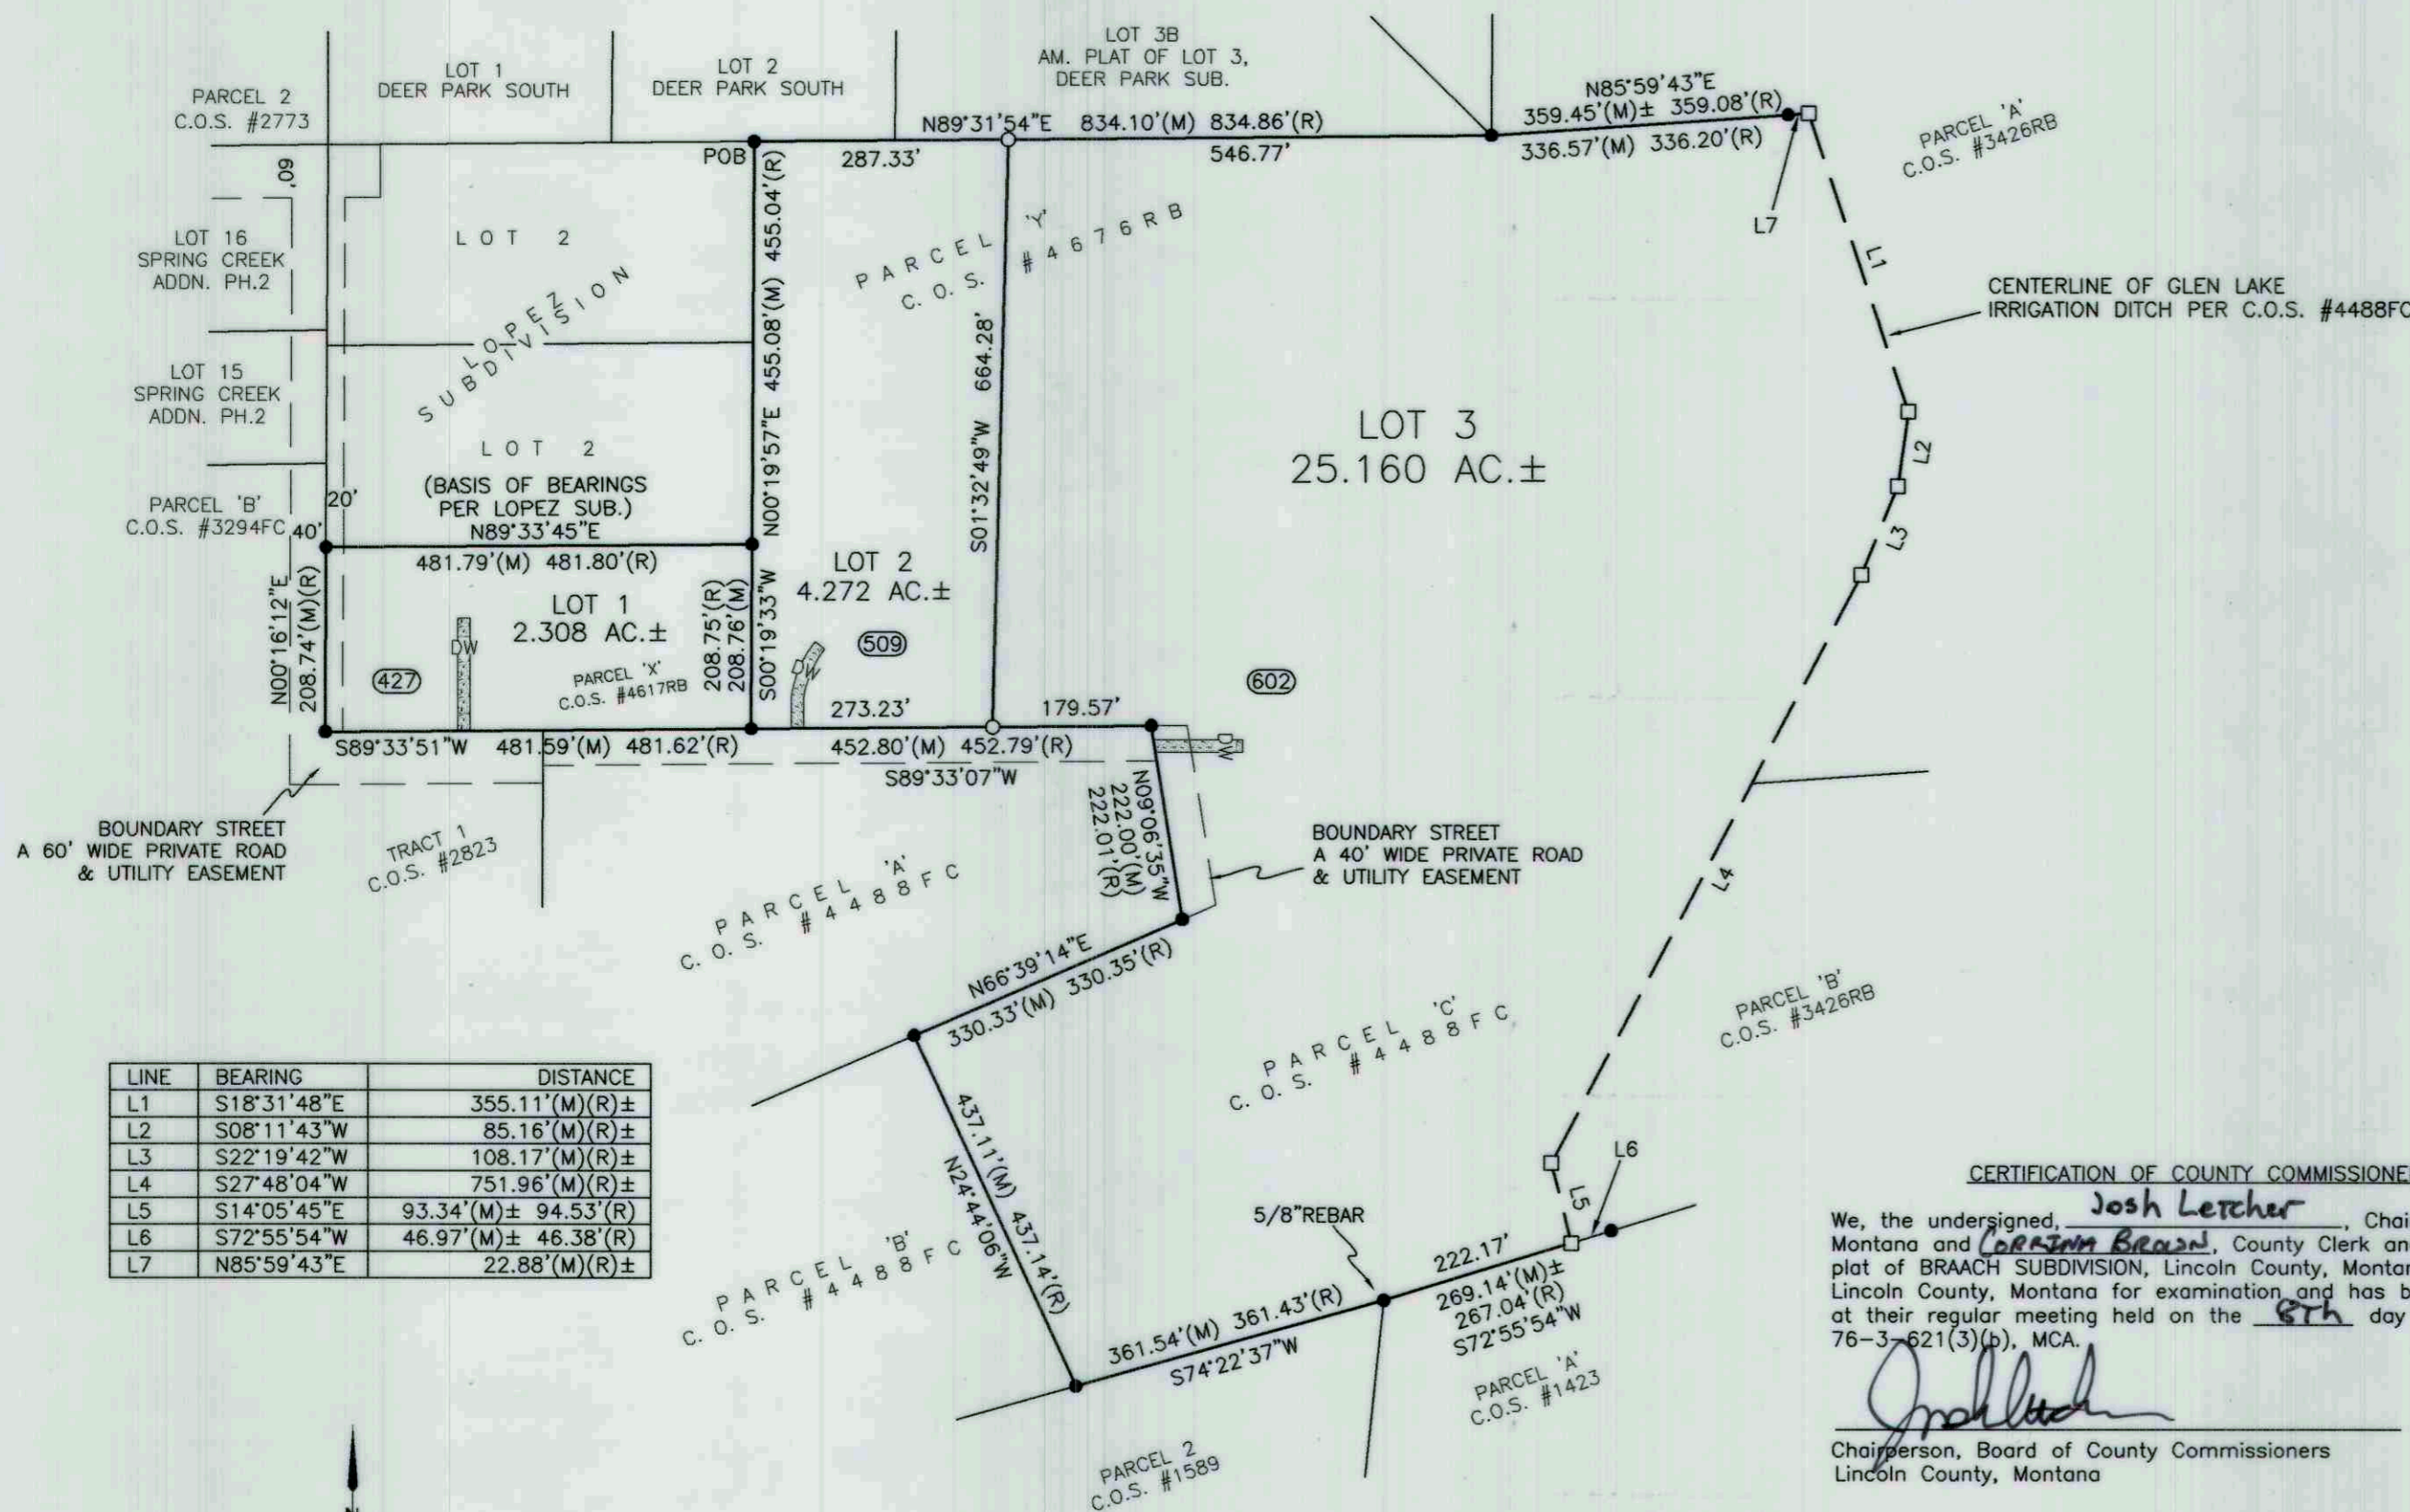 LOT 3B
AM. PLAT OF LOT 3,
DEER PARK SUB.
LOT 1
DEER PARK SOUTH
LOT 2
DEER PARK SOUTH
PARCEL 2
C.O.S. #2773
N85°59'43"E
359.45'(M)± 359.08'(R)
336.57'(M) 336.20'(R)
PARCEL 'A'
C.O.S. #3426RB
N89°31'54"E 834.10'(M) 834.86'(R)
POB
287.33'
546.77'
60'
L7
L1
LOT 16
SPRING CREEK
ADDN. PH.2
LOT 2
LOPEZ
SUBDIVISION
N00°19'57"E 455.08'(M) 455.04'(R)
PARCEL 'Y'
C.O.S. #4676RB
S01°32'49"W 664.28'
CENTERLINE OF GLEN LAKE
IRRIGATION DITCH PER C.O.S. #4488FC
LOT 15
SPRING CREEK
ADDN. PH.2
LOT 3
25.160 AC.±
L2
L3
LOT 2
(BASIS OF BEARINGS
PER LOPEZ SUB.)
N89°33'45"E
481.79'(M) 481.80'(R)
PARCEL 'B'
C.O.S. #3294FC
20'
40'
N00°16'12"E
208.74'(M)(R)
LOT 1
2.308 AC.±
DW
427
PARCEL 'X'
C.O.S. #4617RB
208.75'(R)
208.76'(M)
S00°19'33"W
LOT 2
4.272 AC.±
509
DW
273.23'
179.57'
602
S89°33'51"W 481.59'(M) 481.62'(R)
452.80'(M) 452.79'(R)
S89°33'07"W
DW
N09°06'35"W
222.00'(M)
222.01'(R)
BOUNDARY STREET
A 60' WIDE PRIVATE ROAD
& UTILITY EASEMENT
TRACT 1
C.O.S. #2823
BOUNDARY STREET
A 40' WIDE PRIVATE ROAD
& UTILITY EASEMENT
L4
PARCEL 'A'
C.O.S. #4488FC
N66°39'14"E
330.33'(M) 330.35'(R)
PARCEL 'B'
C.O.S. #3426RB
PARCEL 'C'
C.O.S. #4488FC
LINE BEARING DISTANCE
L1 S18°31'48"E 355.11'(M)(R)±
L2 S08°11'43"W 85.16'(M)(R)±
L3 S22°19'42"W 108.17'(M)(R)±
L4 S27°48'04"W 751.96'(M)(R)±
L5 S14°05'45"E 93.34'(M)± 94.53'(R)
L6 S72°55'54"W 46.97'(M)± 46.38'(R)
L7 N85°59'43"E 22.88'(M)(R)±
437.11'(M) 437.14'(R)
N24°44'06"W
L6
L5
5/8"REBAR
PARCEL 'B'
C.O.S. #4488FC
222.17'
269.14'(M)±
267.04'(R)
S72°55'54"W
361.54'(M) 361.43'(R)
S74°22'37"W
PARCEL 'A'
C.O.S. #1423
PARCEL 2
C.O.S. #1589
CERTIFICATION OF COUNTY COMMISSIONE
We, the undersigned, Josh Letcher, Chai
Montana and CORRINA BROWN, County Clerk an
plat of BRAACH SUBDIVISION, Lincoln County, Montan
Lincoln County, Montana for examination and has b
at their regular meeting held on the 8Th day
76-3-621(3)(b), MCA.
Chairperson, Board of County Commissioners
Lincoln County, Montana